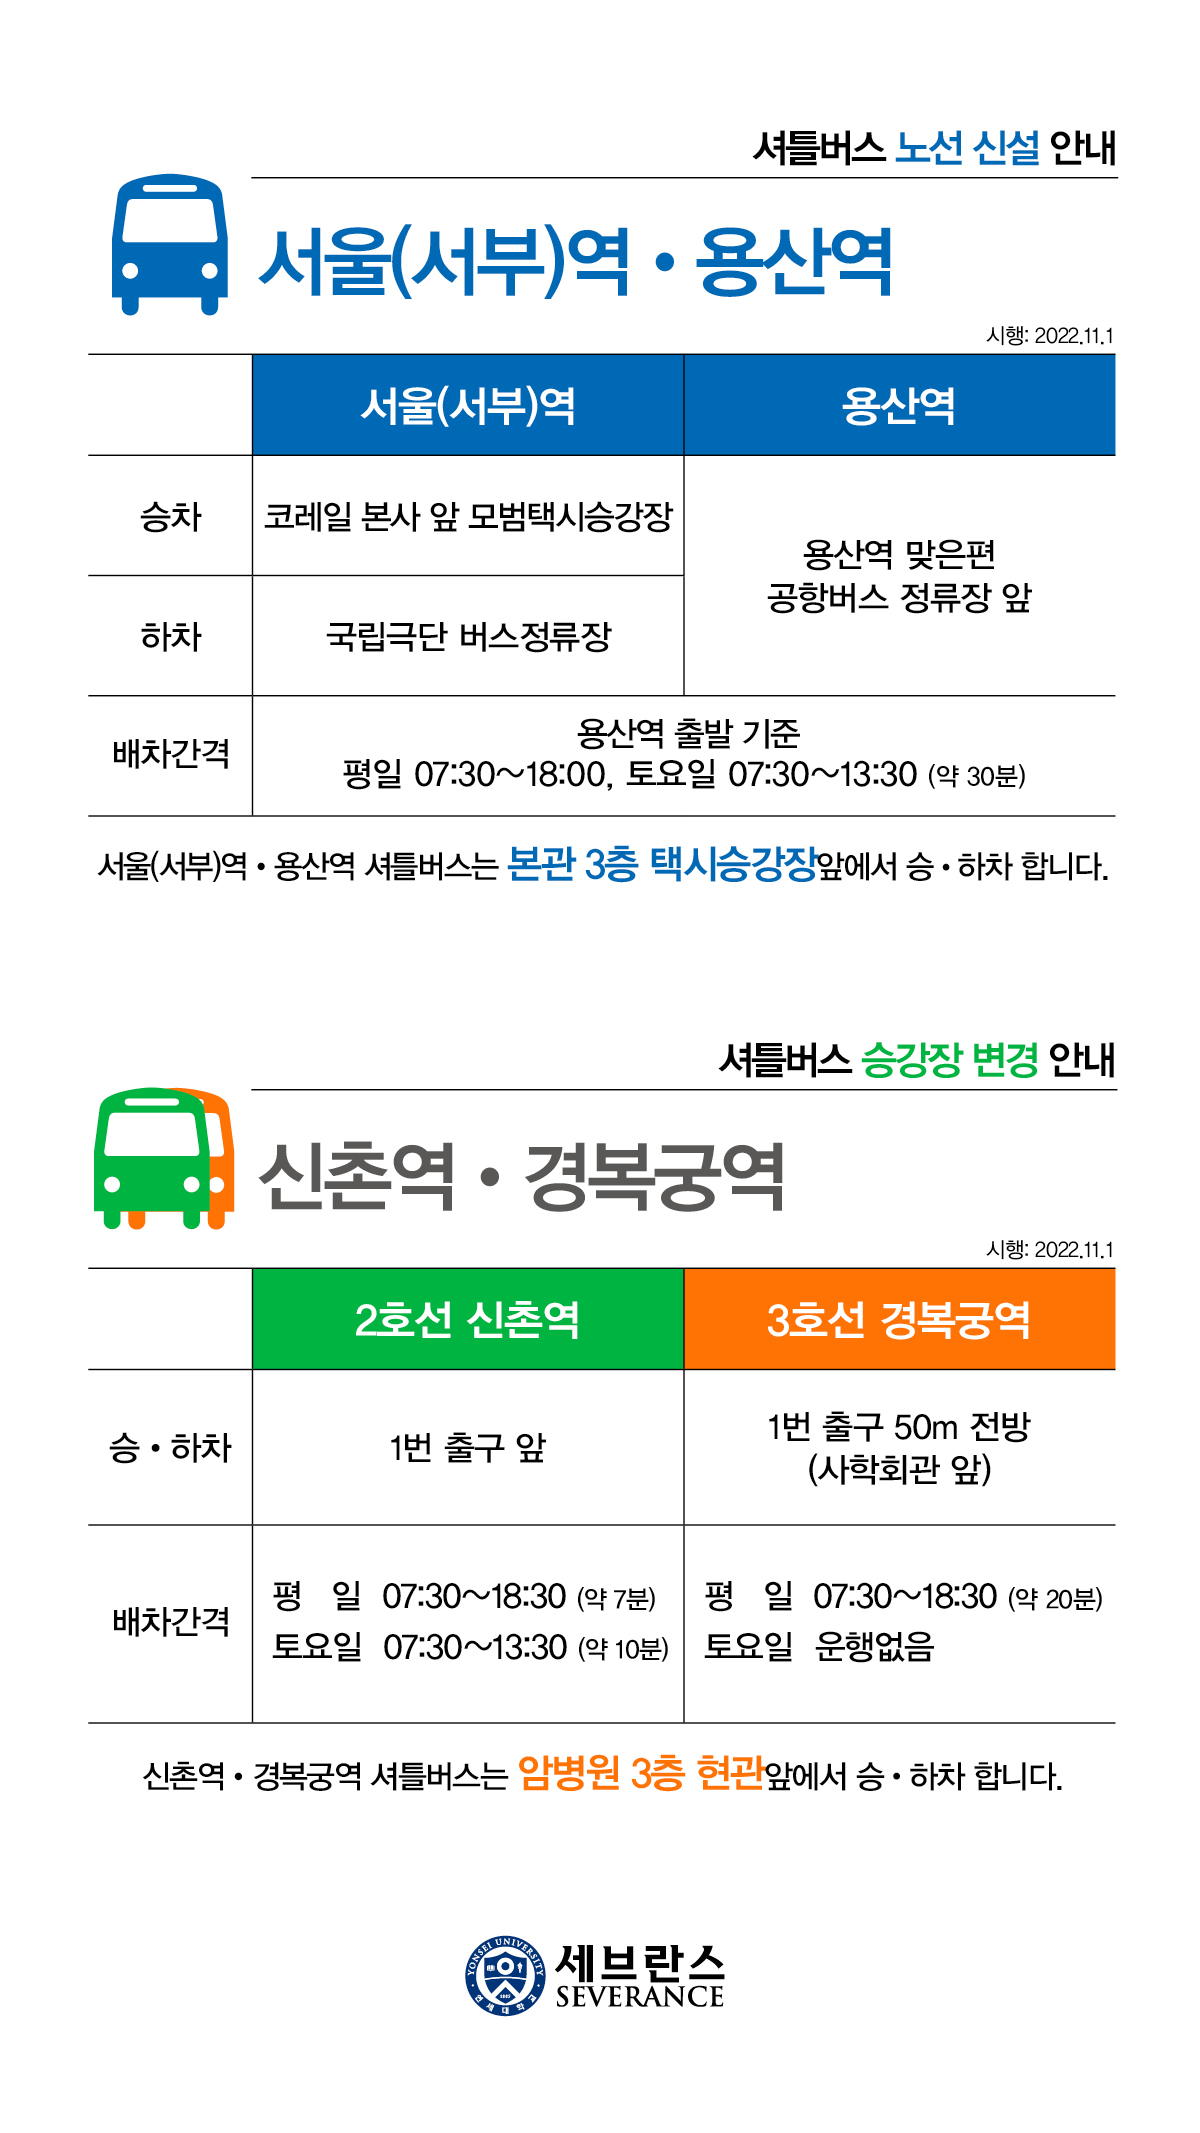 셔틀버스 노선 신설 안내
서울(서부)역 • 용산역
시행: 2022.11.1
서울(서부)역 용산역
승차 코레일 본사 앞 모범택시승강장
용산역 맞은편
공항버스 정류장 앞
하차 국립극단 버스정류장
배차간격
용산역 출발 기준
평일 07:30~18:00, 토요일 07:30~13:30 (약 30분)
서울(서부)역 • 용산역 셔틀버스는 본관 3층 택시승강장앞에서 승 • 하차 합니다.
셔틀버스 승강장 변경 안내
신촌역 • 경복궁역
시행: 2022.11.1
2호선 신촌역 3호선 경복궁역
승 • 하차 1번 출구 앞
1번 출구 50m 전방
(사학회관 앞)
배차간격
평 일 07:30~18:30 (약 7분)
토요일 07:30~13:30 (약 10분)
평 일 07:30~18:30 (약 20분)
토요일 운행없음
신촌역 • 경복궁역 셔틀버스는 암병원 3층 현관앞에서 승 • 하차 합니다.
YONSEI UNIVERSITY
연세대학교
세브란스
SEVERANCE